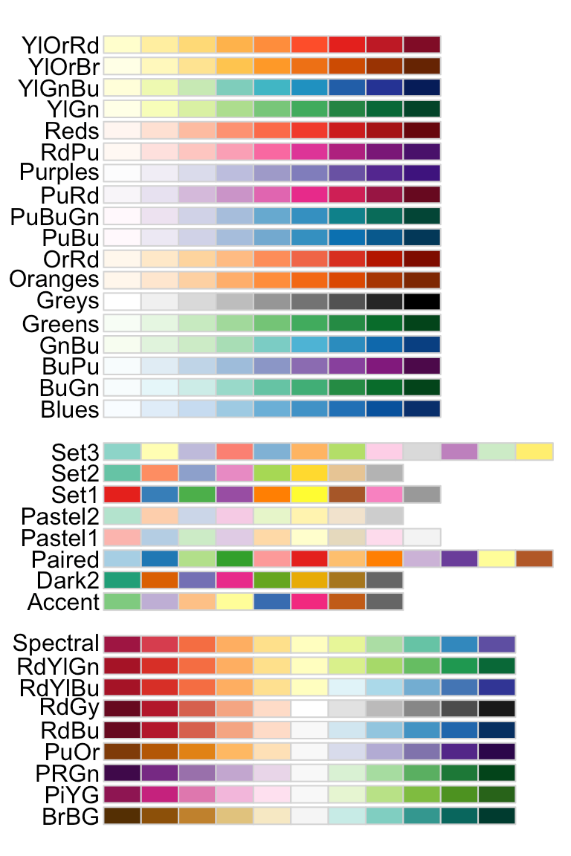 YlOrRd
YlOrBr
YlGnBu
YlGn
Reds
RdPu
Purples
PuRd
PuBuGn
PuBu
OrRd
Oranges
Greys
Greens
GnBu
BuPu
BuGn
Blues
Set3
Set2
Set1
Pastel2
Pastel1
Paired
Dark2
Accent
Spectral
RdYlGn
RdYlBu
RdGy
RdBu
PuOr
PRGn
PiYG
BrBG